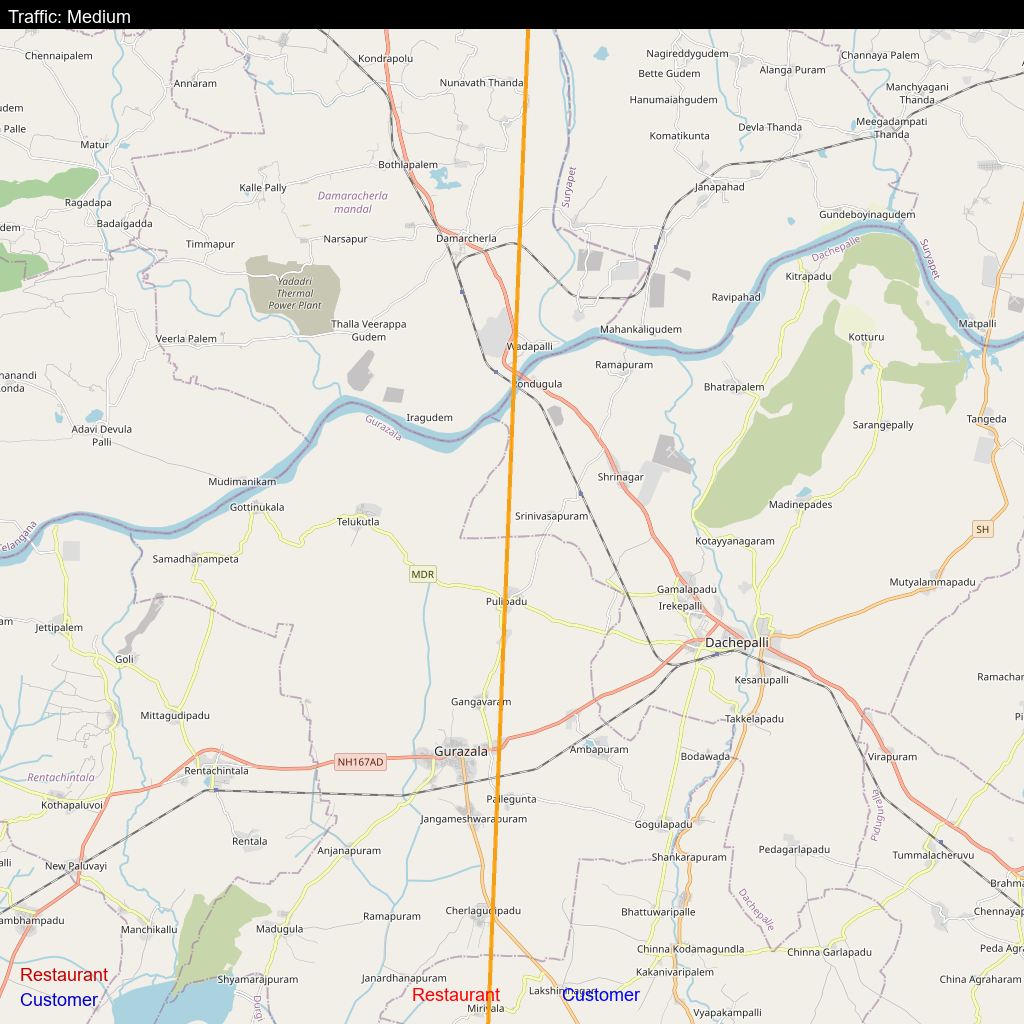 Traffic: Medium
Chennaipalem
Kondrapolu
Nagireddygudem
Channaya Palem
Bette Gudem
Alanga Puram
Annaram
Nunavath Thanda
Manchyagani
Thanda
Hanumaiahgudem
udem
Palle
Komatikunta
Devla Thanda
Meegadampati
Thanda
Matur
Bothlapalem
Suryapet
Kalle Pally
Damaracherla
mandal
Janapahad
Ragadapa
Badaigadda
Gundeboyinagudem
dem
Timmapur
Narsapur
Damarcherla
Dachepalle
Suryapet
Yadadri
Thermal
Power Plant
Kitrapadu
Ravipahad
Thalla Veerappa
Gudem
Mahankaligudem
Matpalli
Veerla Palem
Wadapalli
Kotturu
Ramapuram
hanandi
Konda
Pondugula
Bhatrapalem
Iragudem
Gurazala
Adavi Devula
Palli
Sarangepally
Tangeda
Mudimanikam
Shrinagar
Gottinukala
Telukutla
Srinivasapuram
Madinepades
Telangana
SH
Kotayyanagaram
Samadhanampeta
MDR
Mutyalammapadu
Gamalapadu
Pulipadu
Irekepalli
am
Jettipalem
Dachepalli
Goli
Kesanupalli
Ramachar
Gangavaram
Mittagudipadu
Takkelapadu
Pi
Gurazala
Ambapuram
Bodawada
Virapuram
NH167AD
Rentachintala
Rentachintala
Kothapaluvoi
Pallegunta
Jangameshwarapuram
Gogulapadu
Piduguralla
Rentala
Anjanapuram
Pedagarlapadu
Shankarapuram
Tummalacheruvu
alli
New Paluvayi
Brahma
Dachepalle
Cherlagudipadu
Bhattuwaripalle
Chennayap
ambhampadu
Ramapuram
Manchikallu
Madugula
Chinna Kodamagundla
Chinna Garlapadu
Peda Agra
Restaurant
Kakanivaripalem
Shyamarajpuram
Janardhanapuram
China Agraharam
Customer
Restaurant
Lakshminagar
Customer
Durgi
Miriyala
Vyapakampalli